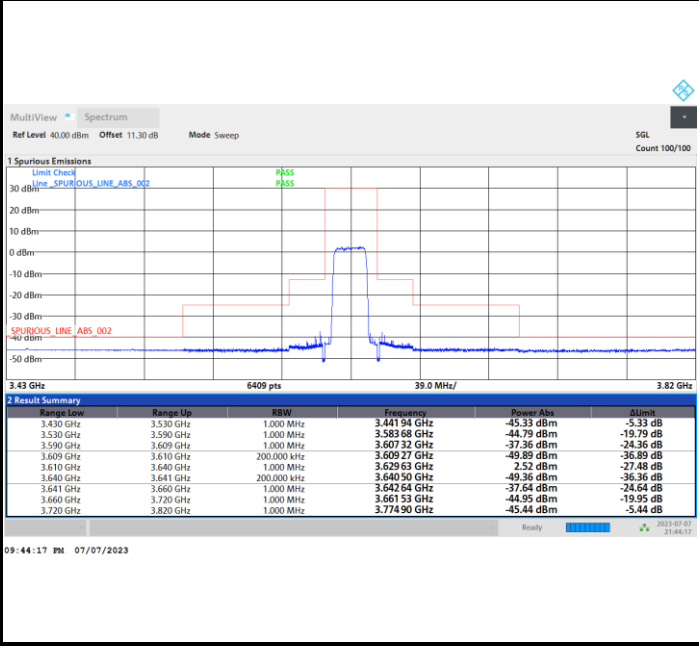 MultiView Spectrum
Ref Level 40.00 dBm Offset 11.30 dB Mode Sweep SGL
Count 100/100
1 Spurious Emissions
Limit Check PASS
Line _SPURIOUS_LINE_ABS_002 PASS
30 dBm
20 dBm
10 dBm
0 dBm
-10 dBm
-20 dBm
-30 dBm
_SPURIOUS_LINE_ABS_002
-40 dBm
-50 dBm
3.43 GHz 6409 pts 39.0 MHz/ 3.82 GHz
2 Result Summary
Range Low Range Up RBW Frequency Power Abs ΔLimit
3.430 GHz 3.530 GHz 1.000 MHz 3.441 94 GHz -45.33 dBm -5.33 dB
3.530 GHz 3.590 GHz 1.000 MHz 3.583 68 GHz -44.79 dBm -19.79 dB
3.590 GHz 3.609 GHz 1.000 MHz 3.607 32 GHz -37.36 dBm -24.36 dB
3.609 GHz 3.610 GHz 200.000 kHz 3.609 27 GHz -49.89 dBm -36.89 dB
3.610 GHz 3.640 GHz 1.000 MHz 3.629 63 GHz 2.52 dBm -27.48 dB
3.640 GHz 3.641 GHz 200.000 kHz 3.640 50 GHz -49.36 dBm -36.36 dB
3.641 GHz 3.660 GHz 1.000 MHz 3.642 64 GHz -37.64 dBm -24.64 dB
3.660 GHz 3.720 GHz 1.000 MHz 3.661 53 GHz -44.95 dBm -19.95 dB
3.720 GHz 3.820 GHz 1.000 MHz 3.774 90 GHz -45.44 dBm -5.44 dB
Ready 2023-07-07
21:44:17
09:44:17 PM 07/07/2023